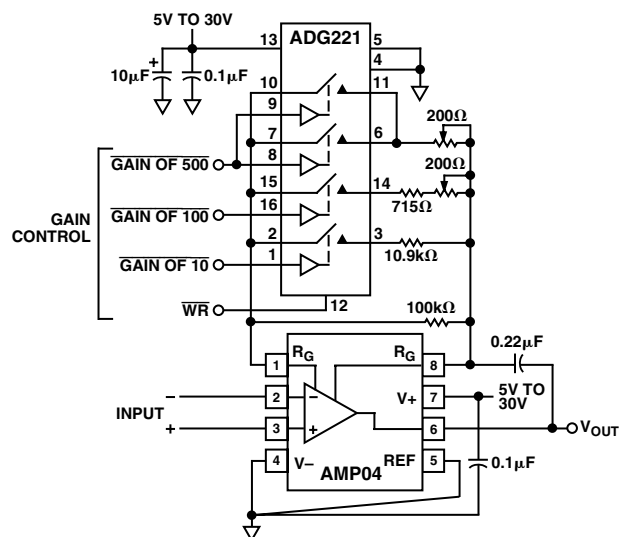 5V TO 30V
ADG221
13
5
4
10µF
+
0.1µF
10
11
9
200Ω
7
6
GAIN OF 500
8
200Ω
15
14
715Ω
GAIN OF 100
16
GAIN
CONTROL
2
3
10.9kΩ
GAIN OF 10
1
WR
12
100kΩ
0.22µF
1
RG
RG
8
2
−
V+
7
5V TO
30V
INPUT
−
+
3
+
6
VOUT
4
V−
REF
5
0.1µF
AMP04